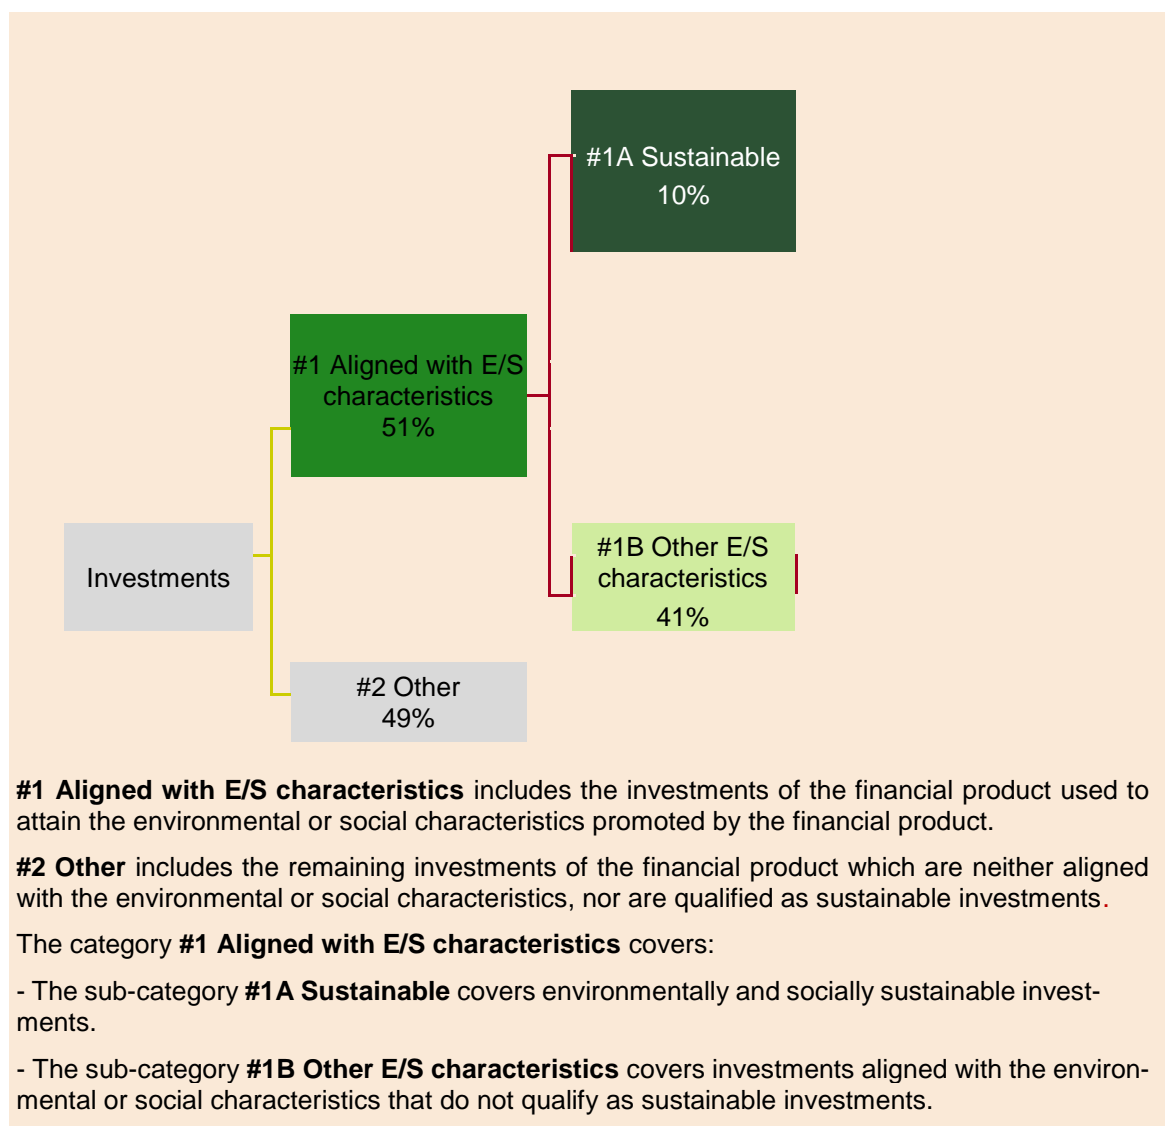 #1A Sustainable
10%
#1 Aligned with E/S
characteristics
51%
#1B Other E/S
characteristics
41%
Investments
#2 Other
49%
#1 Aligned with E/S characteristics includes the investments of the financial product used to
attain the environmental or social characteristics promoted by the financial product.
#2 Other includes the remaining investments of the financial product which are neither aligned
with the environmental or social characteristics, nor are qualified as sustainable investments.
The category #1 Aligned with E/S characteristics covers:
- The sub-category #1A Sustainable covers environmentally and socially sustainable invest-
ments.
- The sub-category #1B Other E/S characteristics covers investments aligned with the environ-
mental or social characteristics that do not qualify as sustainable investments.